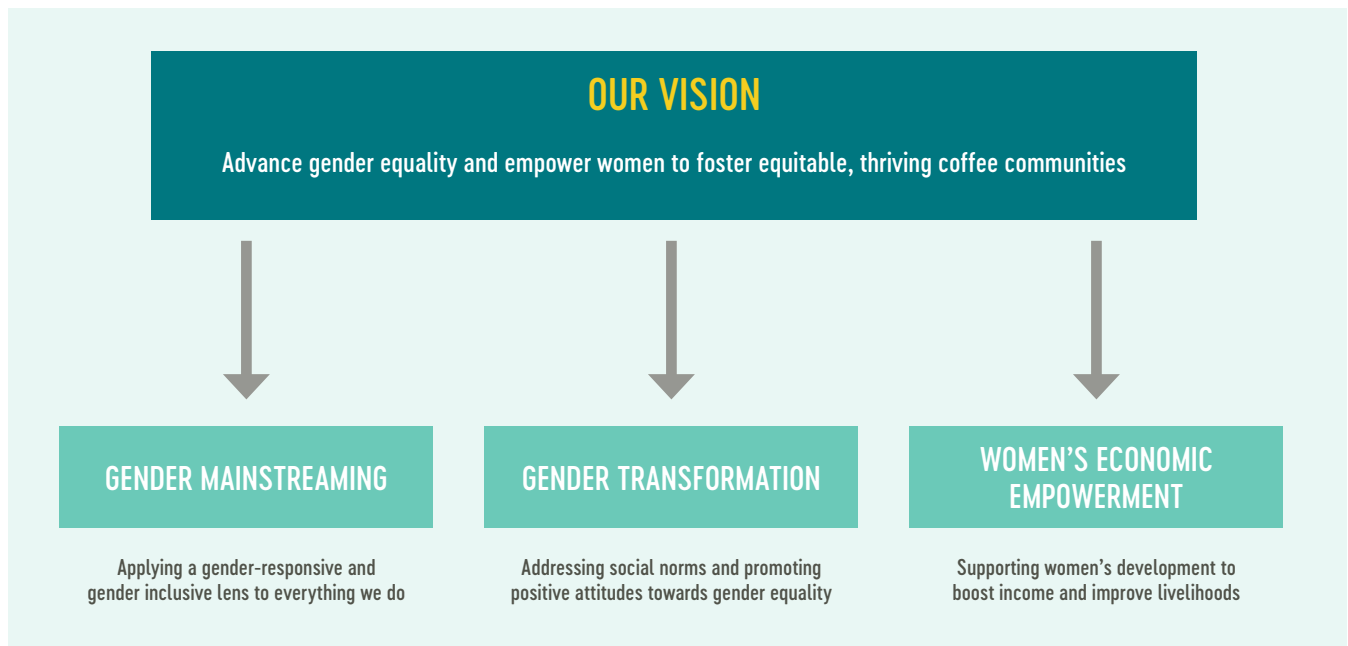 OUR VISION
Advance gender equality and empower women to foster equitable, thriving coffee communities
GENDER MAINSTREAMING
Applying a gender-responsive and
gender inclusive lens to everything we do
GENDER TRANSFORMATION
Addressing social norms and promoting
positive attitudes towards gender equality
WOMEN’S ECONOMIC
EMPOWERMENT
Supporting women’s development to
boost income and improve livelihoods